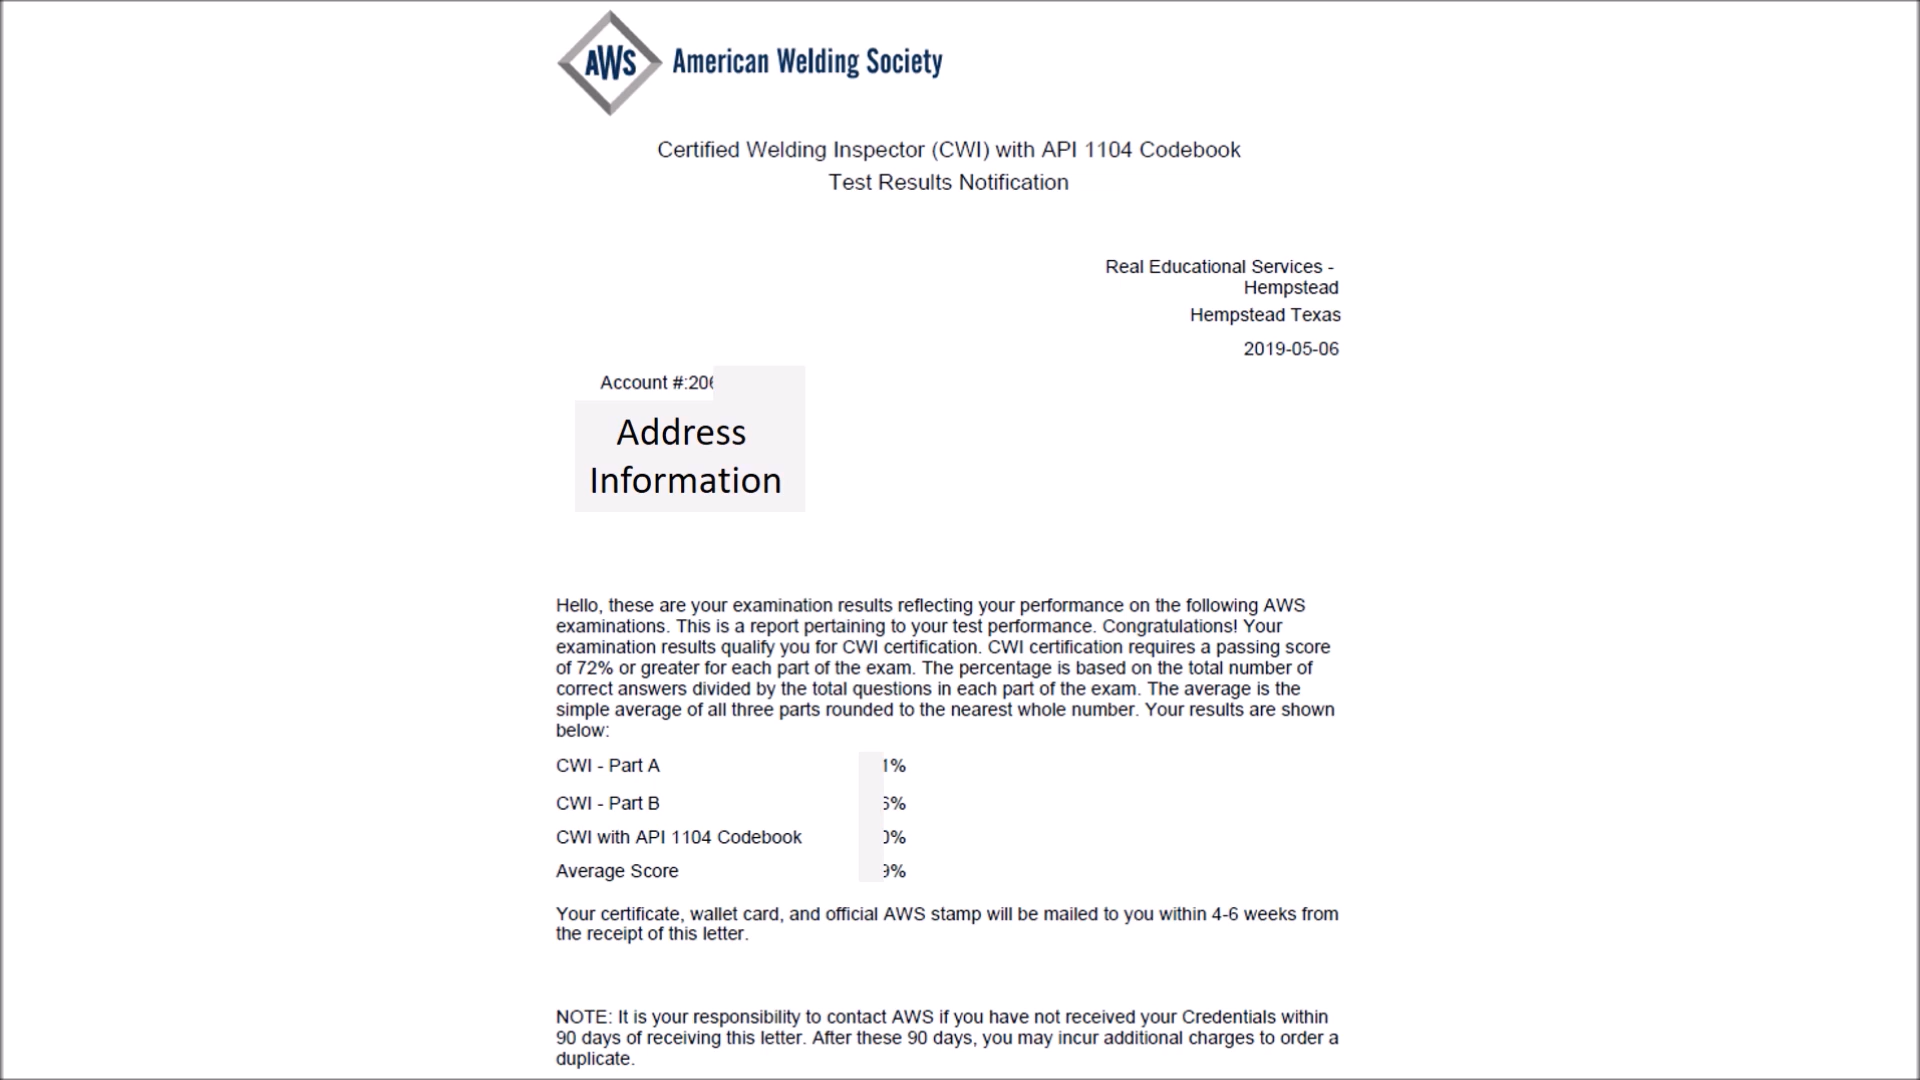 AWS American Welding Society
Certified Welding Inspector (CWI) with API 1104 Codebook
Test Results Notification
Real Educational Services -
Hempstead
Hempstead Texas
2019-05-06
Account #:206
Address
Information
Hello, these are your examination results reflecting your performance on the following AWS
examinations. This is a report pertaining to your test performance. Congratulations! Your
examination results qualify you for CWI certification. CWI certification requires a passing score
of 72% or greater for each part of the exam. The percentage is based on the total number of
correct answers divided by the total questions in each part of the exam. The average is the
simple average of all three parts rounded to the nearest whole number. Your results are shown
below:
CWI - Part A 1%
CWI - Part B 6%
CWI with API 1104 Codebook 0%
Average Score 9%
Your certificate, wallet card, and official AWS stamp will be mailed to you within 4-6 weeks from
the receipt of this letter.
NOTE: It is your responsibility to contact AWS if you have not received your Credentials within
90 days of receiving this letter. After these 90 days, you may incur additional charges to order a
duplicate.